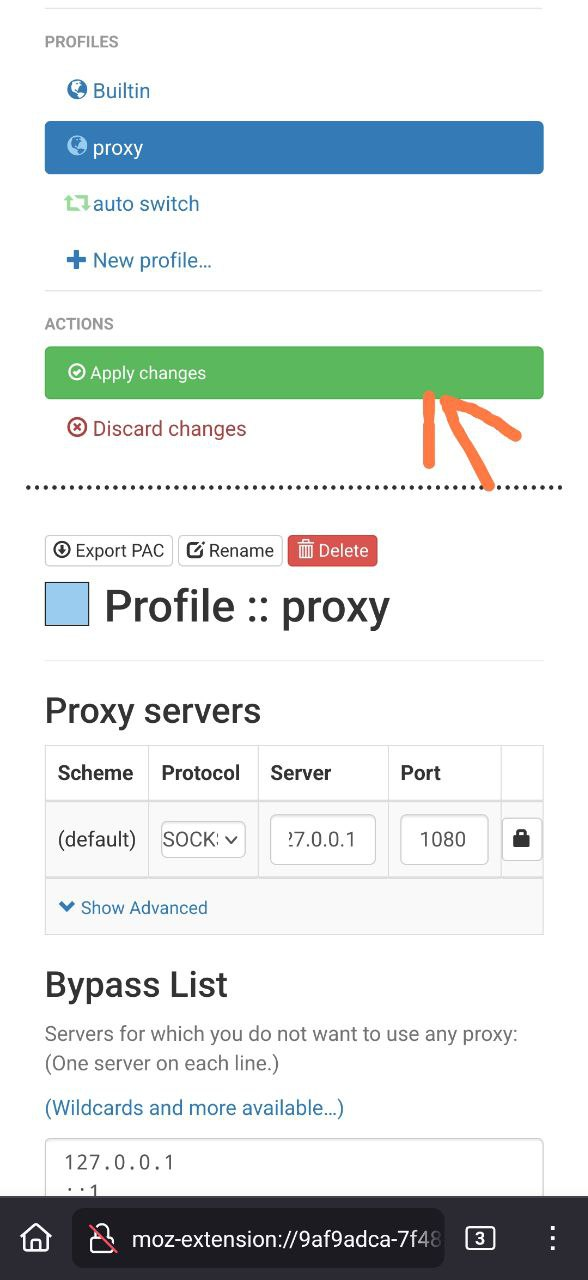 PROFILES
Builtin
proxy
auto switch
New profile...
ACTIONS
Apply changes
Discard changes
Export PAC Rename Delete
Profile :: proxy
Proxy servers
Scheme Protocol Server Port
(default) SOCKS 27.0.0.1 1080
Show Advanced
Bypass List
Servers for which you do not want to use any proxy:
(One server on each line.)
(Wildcards and more available...)
127.0.0.1
::1
moz-extension://9af9adca-7f48
3